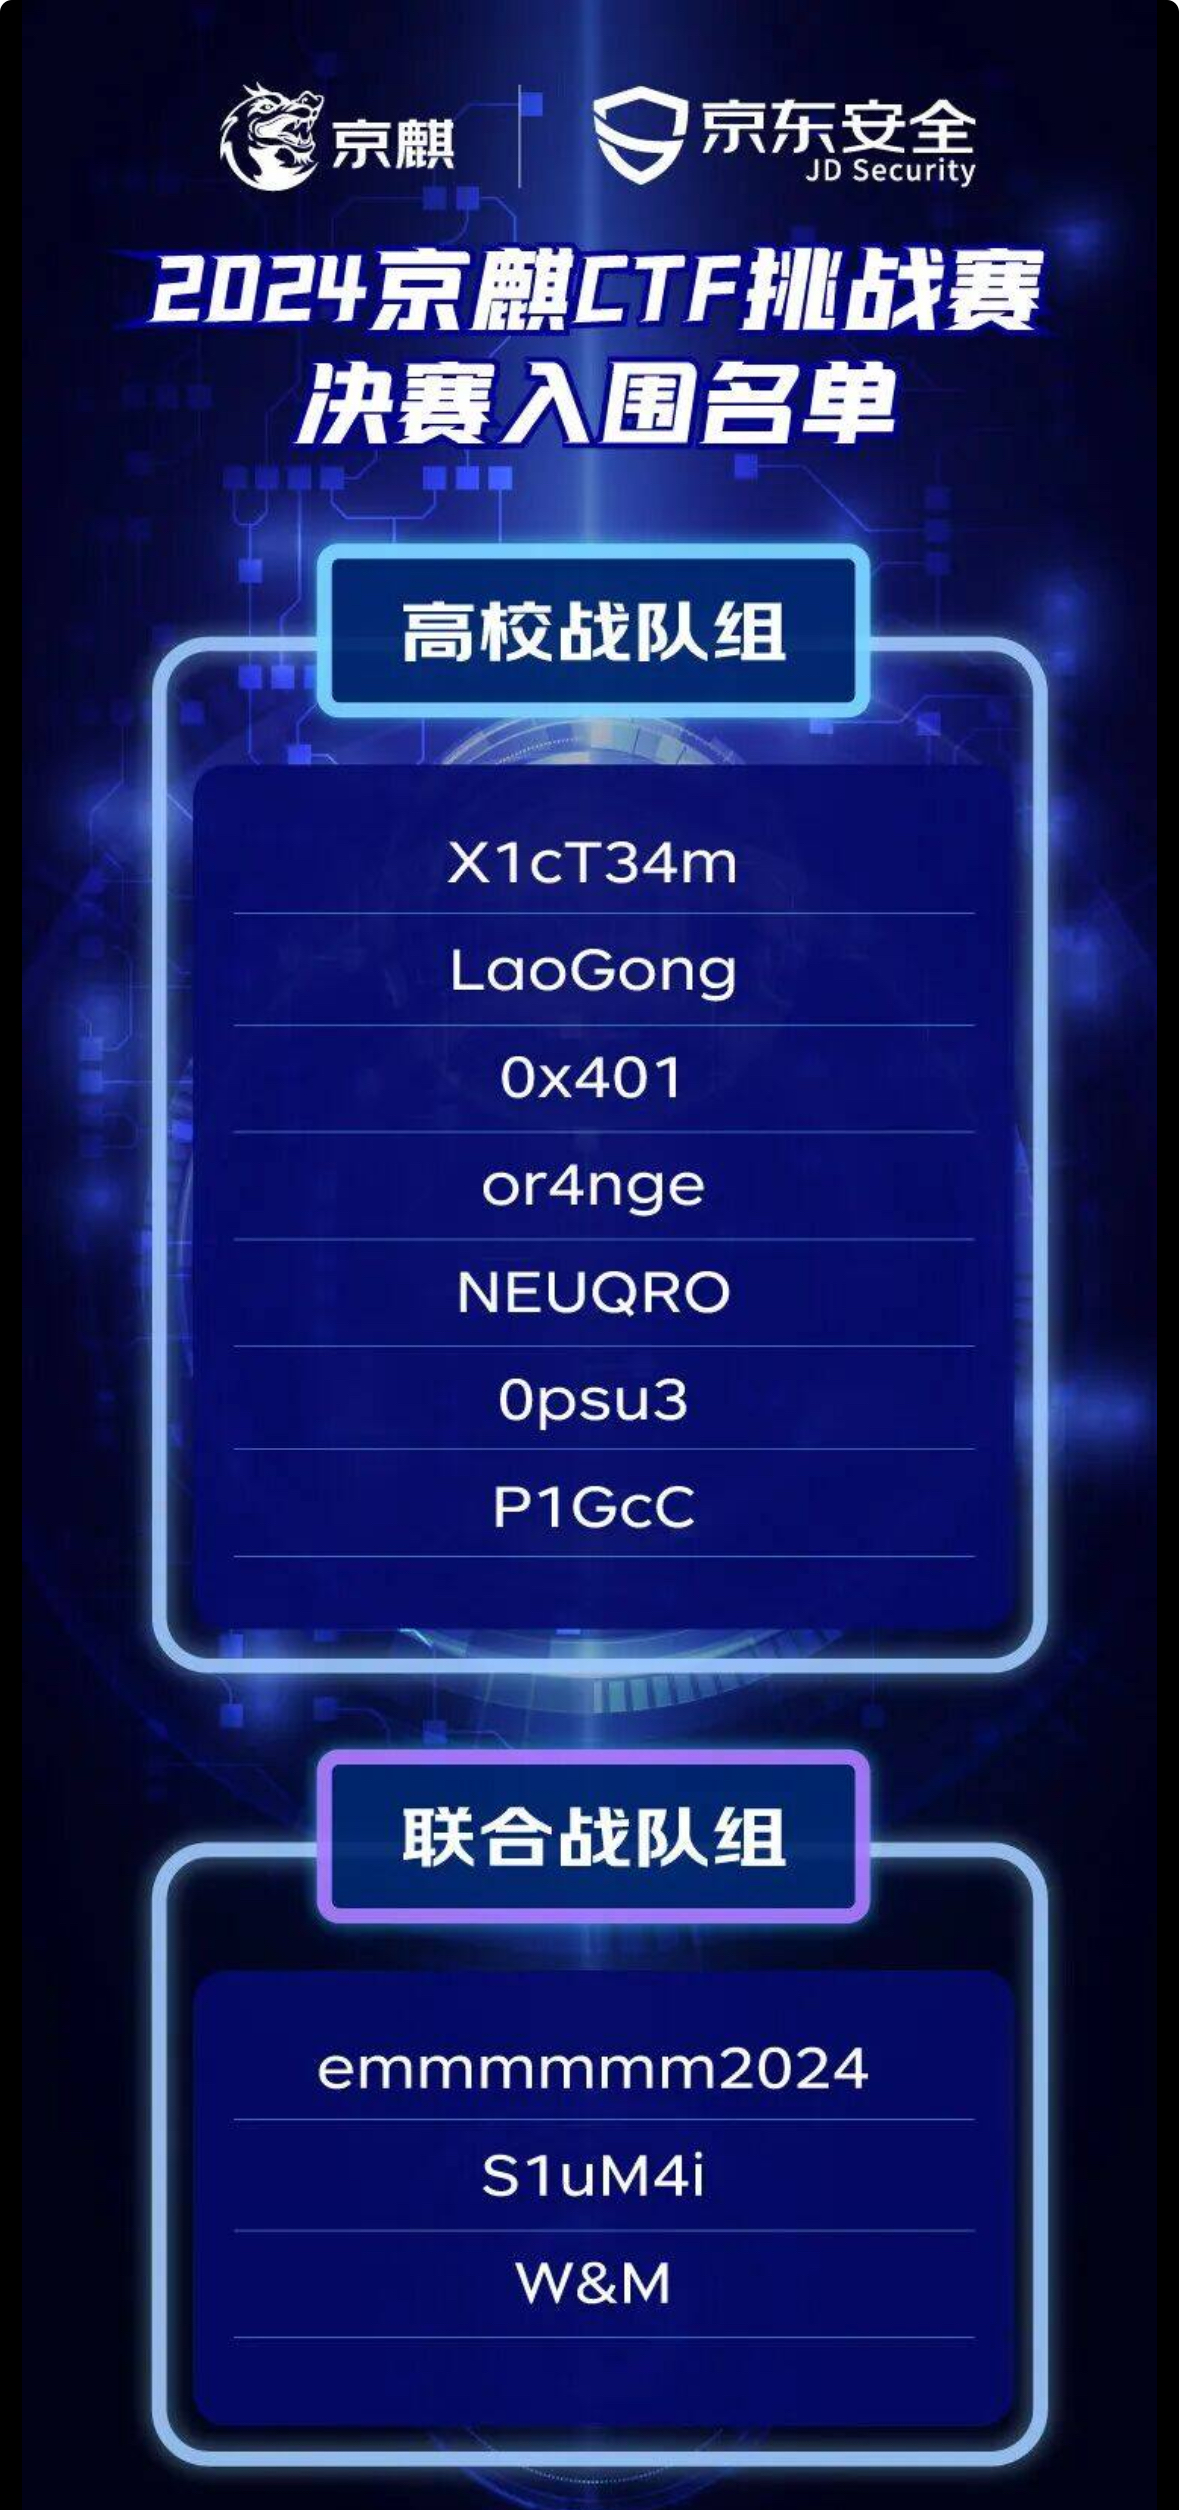 京麒
京东安全
JD Security
2024京麒CTF挑战赛
决赛入围名单
高校战队组
X1cT34m
LaoGong
0x401
or4nge
NEUQRO
0psu3
P1GcC
联合战队组
emmmmmm2024
S1uM4i
W&M